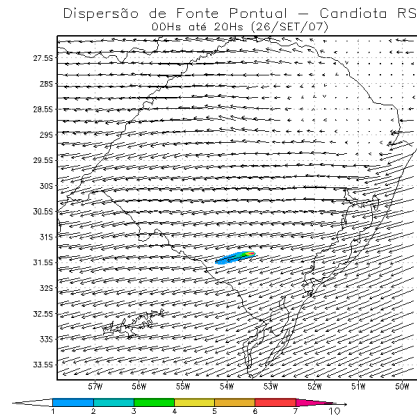 Dispersão de Fonte Pontual – Candiota RS
00Hs até 20Hs (26/SET/07)
27.5S
28S
28.5S
29S
29.5S
30S
30.5S
31S
31.5S
32S
32.5S
33S
33.5S
57W 56W 55W 54W 53W 52W 51W 50W
1 2 3 4 5 6 7 10